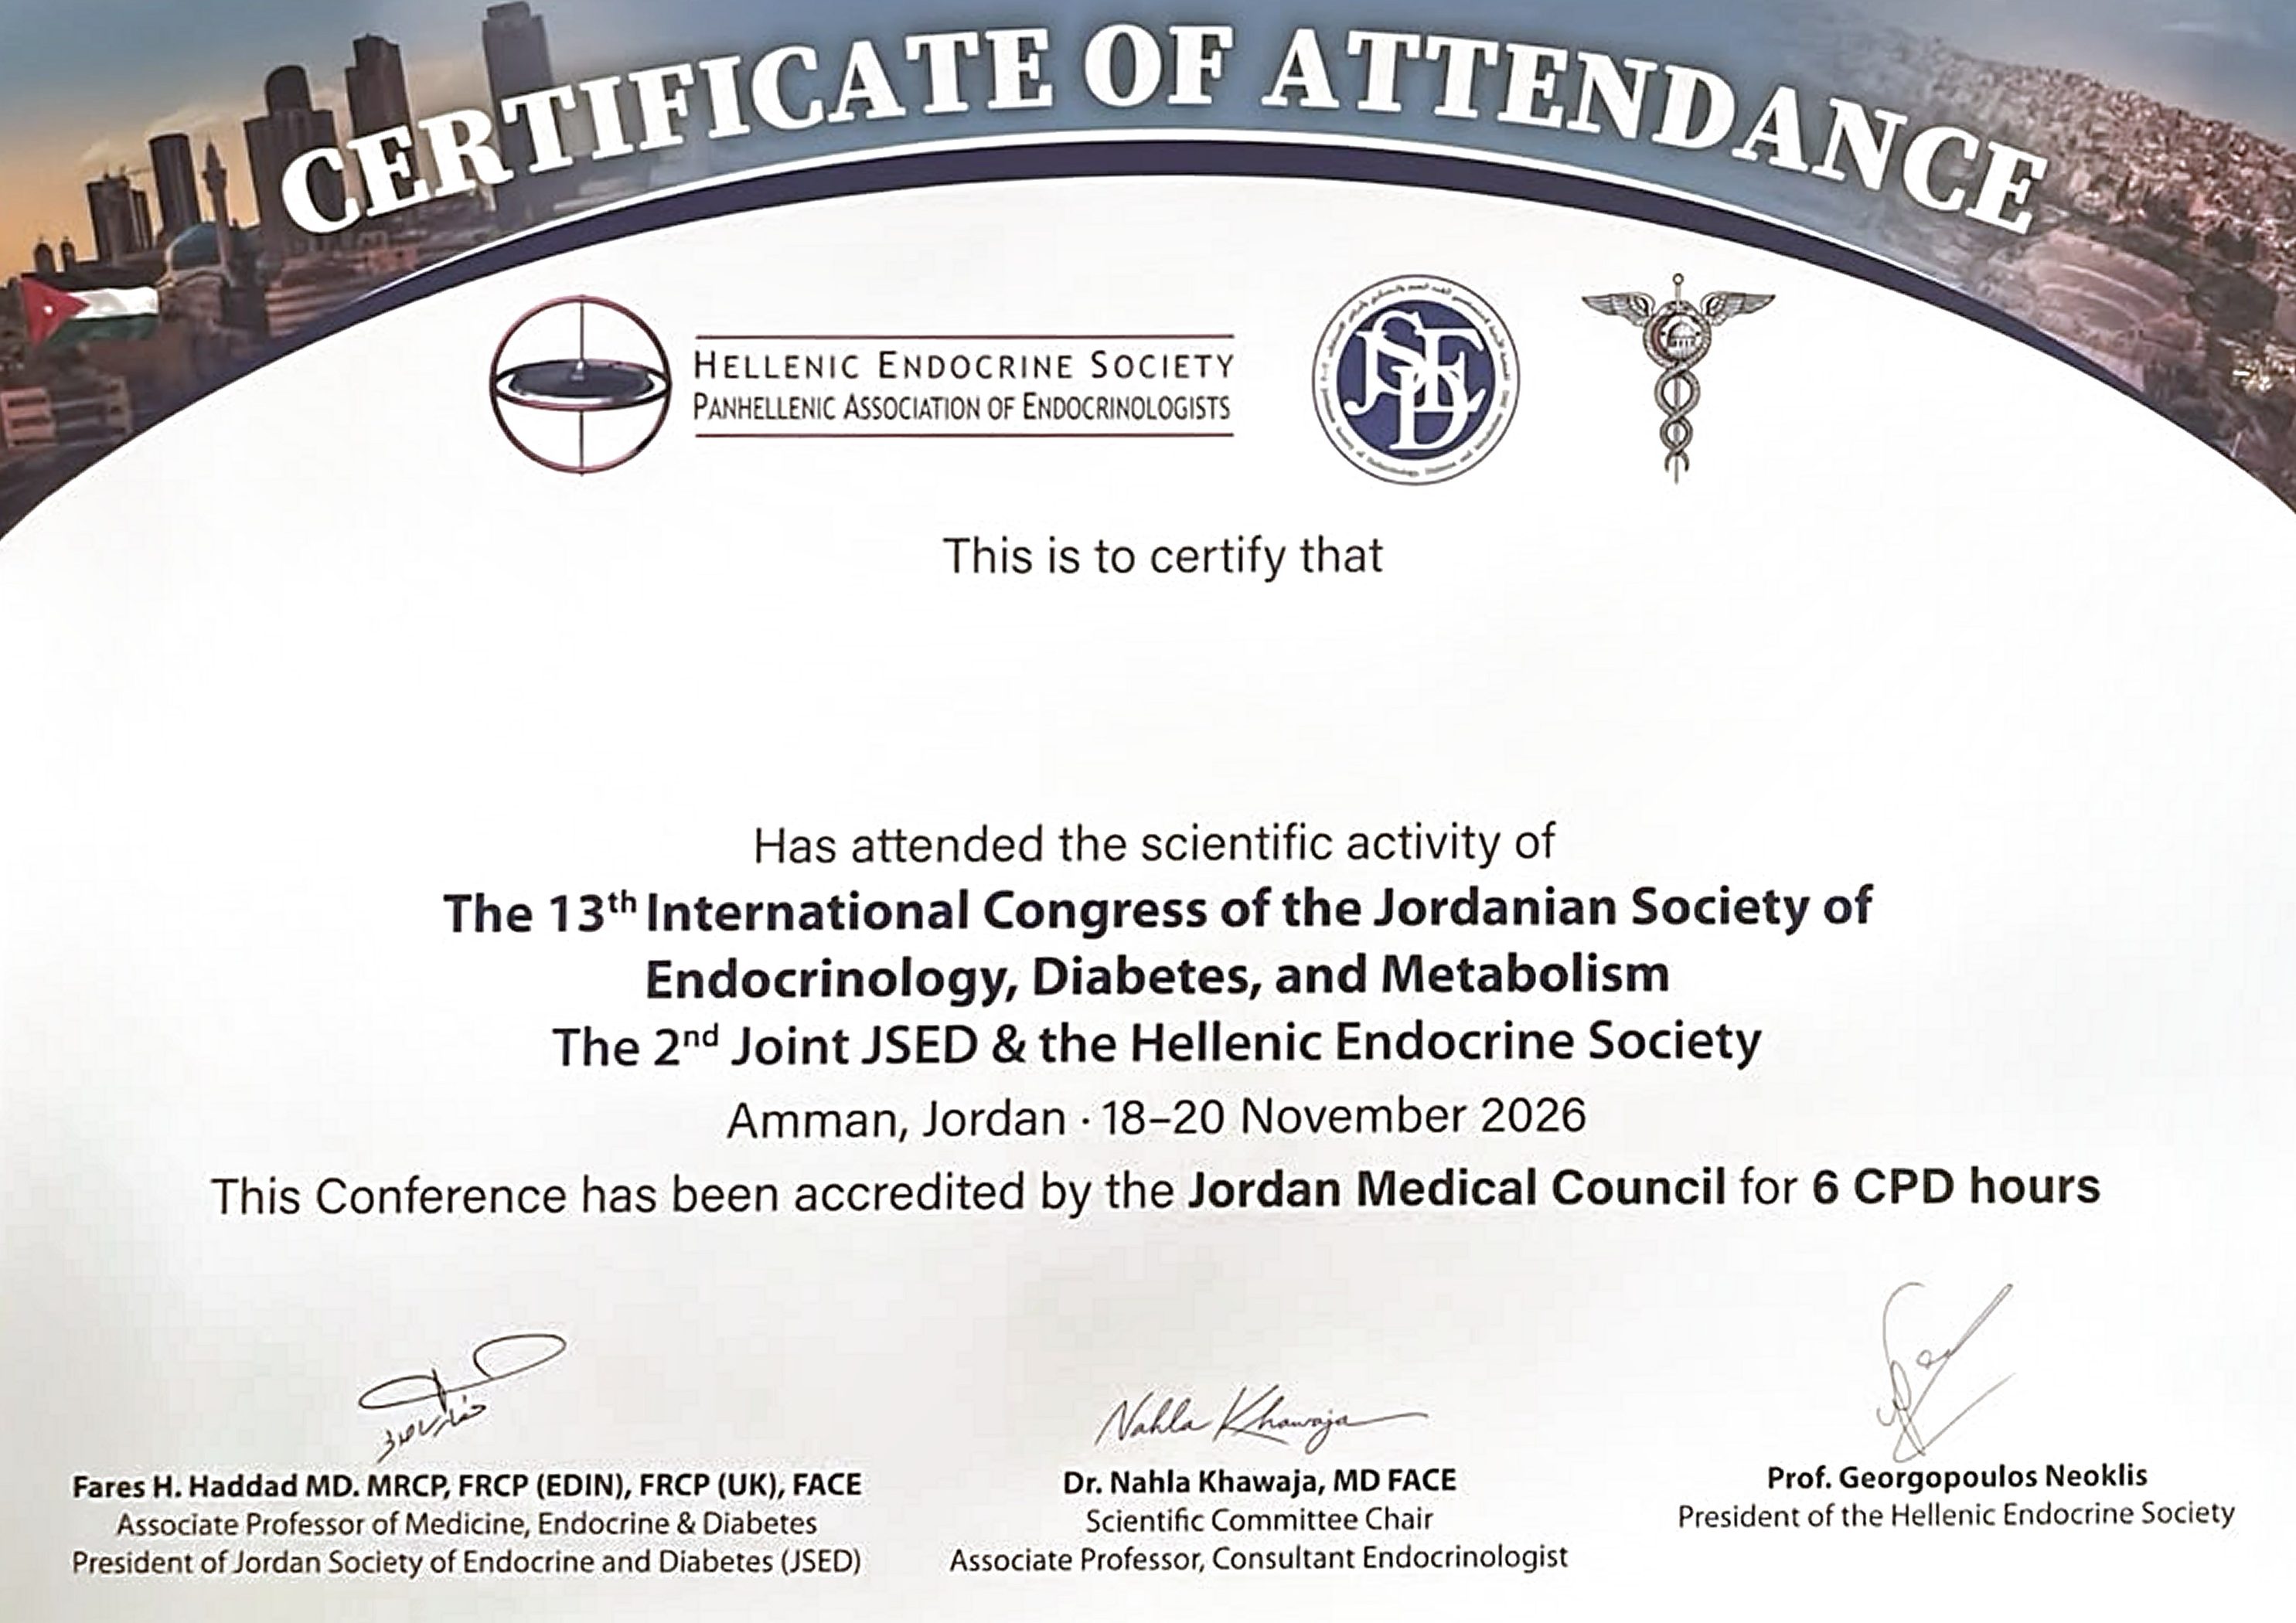 CERTIFICATE OF ATTENDANCE
HELLENIC ENDOCRINE SOCIETY
PANHELLENIC ASSOCIATION OF ENDOCRINOLOGISTS
JSED
This is to certify that
Has attended the scientific activity of
The 13th International Congress of the Jordanian Society of
Endocrinology, Diabetes, and Metabolism
The 2nd Joint JSED & the Hellenic Endocrine Society
Amman, Jordan · 18–20 November 2026
This Conference has been accredited by the Jordan Medical Council for 6 CPD hours
Nahla Khawaja
Fares H. Haddad MD. MRCP, FRCP (EDIN), FRCP (UK), FACE
Associate Professor of Medicine, Endocrine & Diabetes
President of Jordan Society of Endocrine and Diabetes (JSED)
Dr. Nahla Khawaja, MD FACE
Scientific Committee Chair
Associate Professor, Consultant Endocrinologist
Prof. Georgopoulos Neoklis
President of the Hellenic Endocrine Society